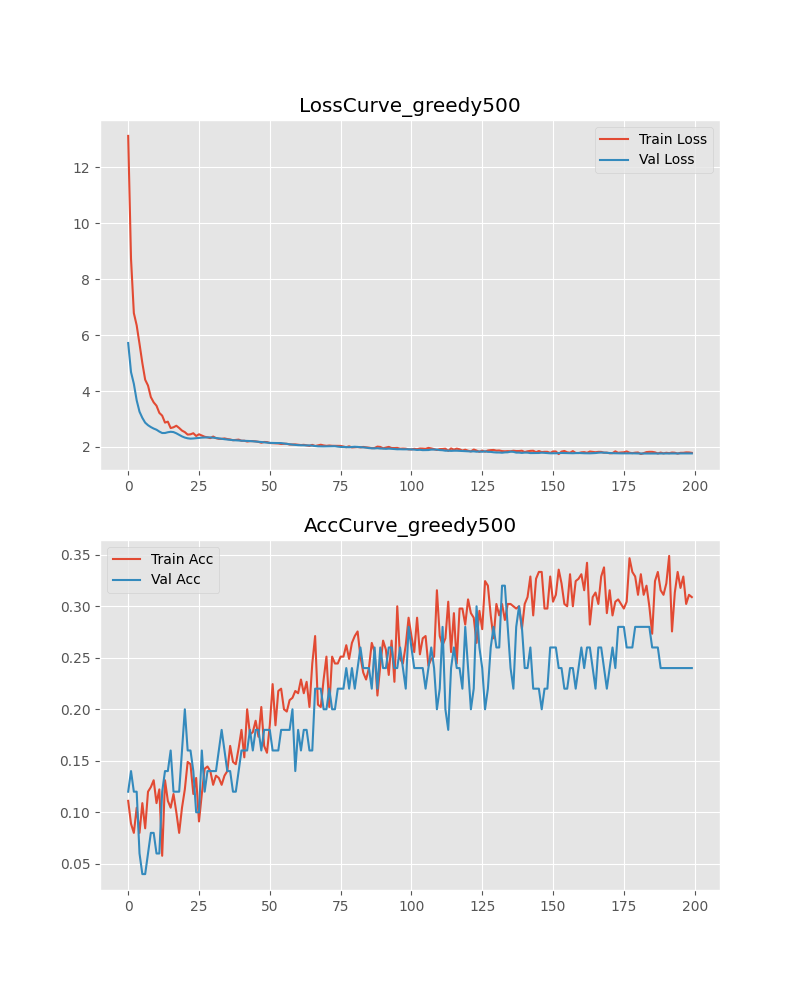 LossCurve_greedy500
Train Loss
Val Loss
12
10
8
6
4
2
0 25 50 75 100 125 150 175 200
AccCurve_greedy500
Train Acc
Val Acc
0.35
0.30
0.25
0.20
0.15
0.10
0.05
0 25 50 75 100 125 150 175 200